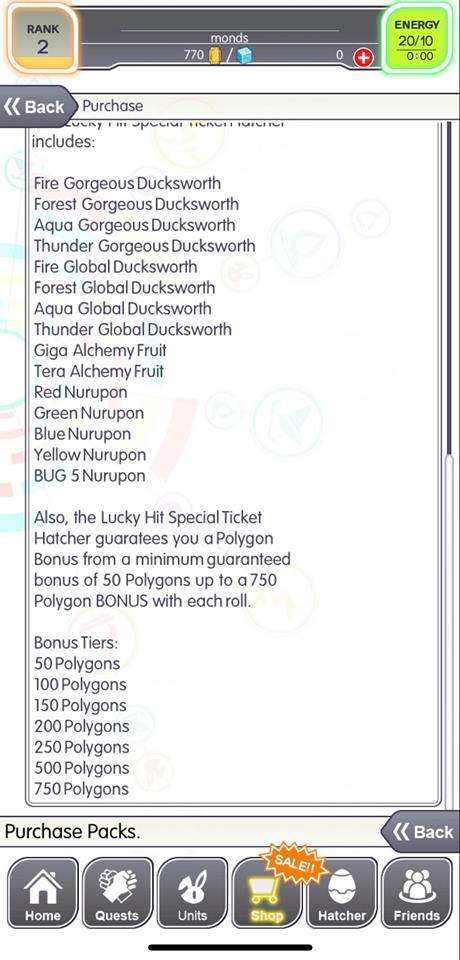 RANK
2
monds
770 / 0
ENERGY
20/10
0:00
Back
Purchase
Lucky Hit Special Ticket Hatcher
includes:
Fire Gorgeous Ducksworth
Forest Gorgeous Ducksworth
Aqua Gorgeous Ducksworth
Thunder Gorgeous Ducksworth
Fire Global Ducksworth
Forest Global Ducksworth
Aqua Global Ducksworth
Thunder Global Ducksworth
Giga Alchemy Fruit
Tera Alchemy Fruit
Red Nurupon
Green Nurupon
Blue Nurupon
Yellow Nurupon
BUG 5 Nurupon
Also, the Lucky Hit Special Ticket
Hatcher guaratees you a Polygon
Bonus from a minimum guaranteed
bonus of 50 Polygons up to a 750
Polygon BONUS with each roll.
Bonus Tiers:
50 Polygons
100 Polygons
150 Polygons
200 Polygons
250 Polygons
500 Polygons
750 Polygons
Purchase Packs.
Back
SALE!!
Home
Quests
Units
Shop
Hatcher
Friends